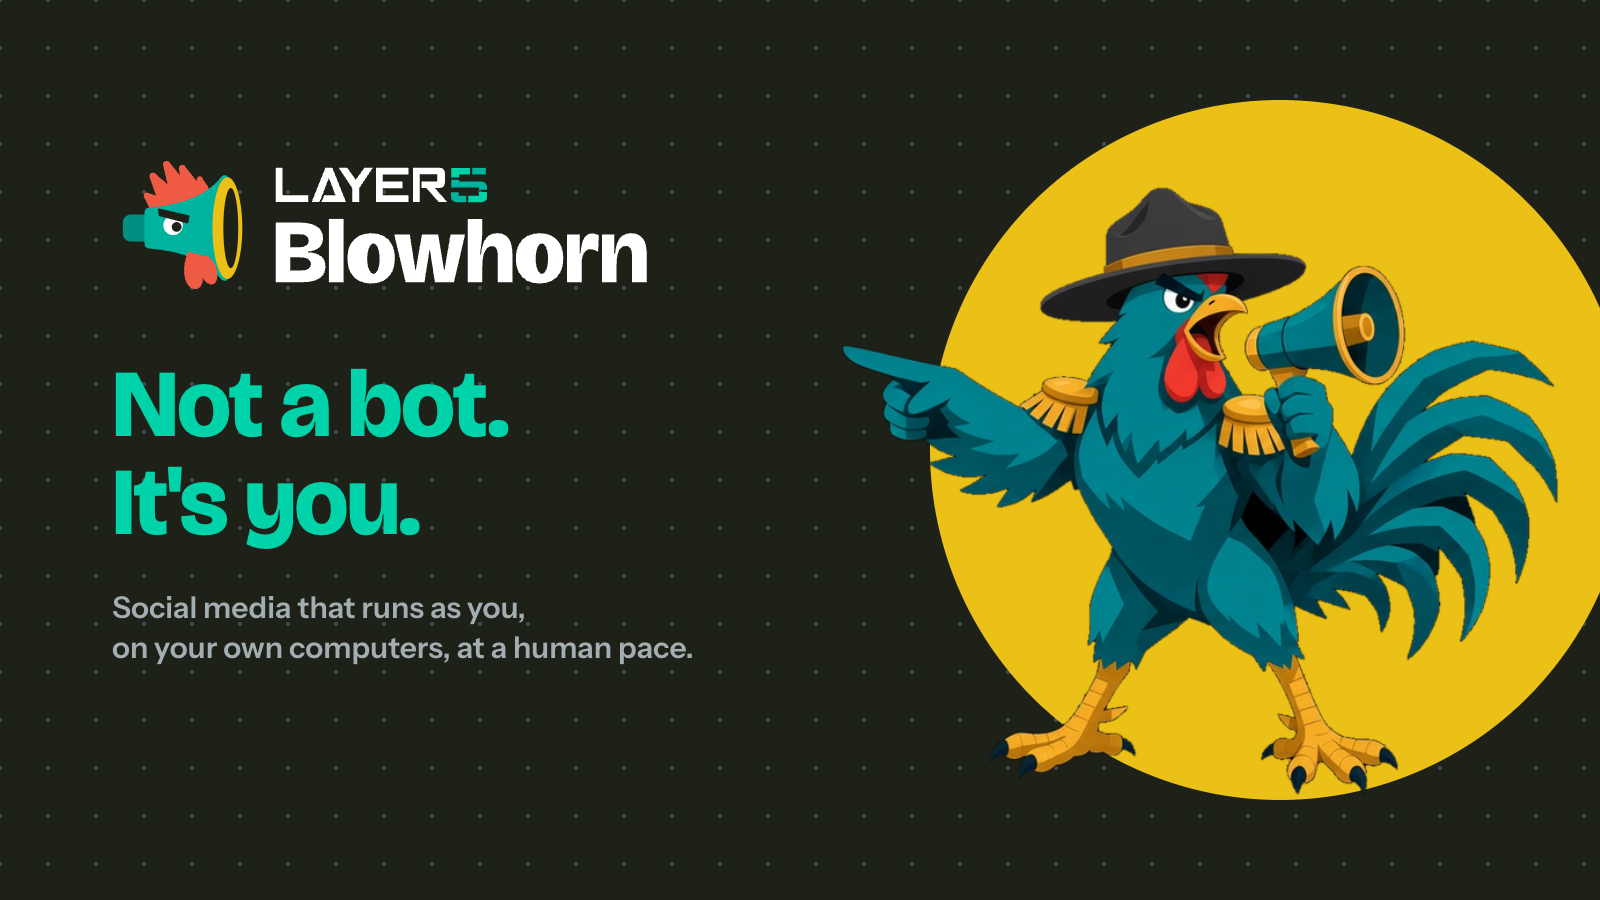 LAYER5
Blowhorn
Not a bot.
It's you.
Social media that runs as you,
on your own computers, at a human pace.